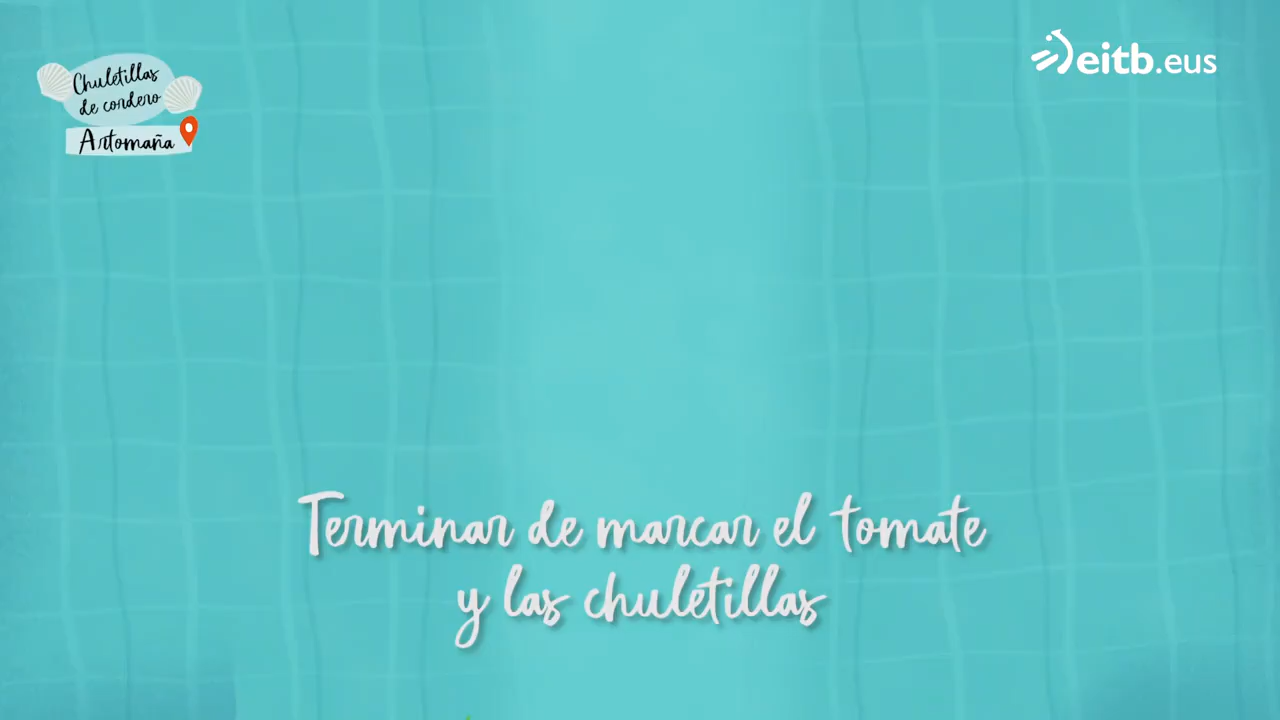 Chuletillas
de cordero
Artomaña
eitb.eus
Terminar de marcar el tomate
y las chuletillas